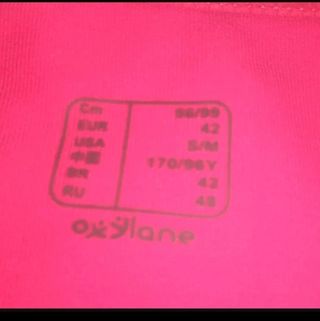 Cm 96/99
EUR 42
USA S/M
中国 170/96Y
BR 42
RU 48
oxylane